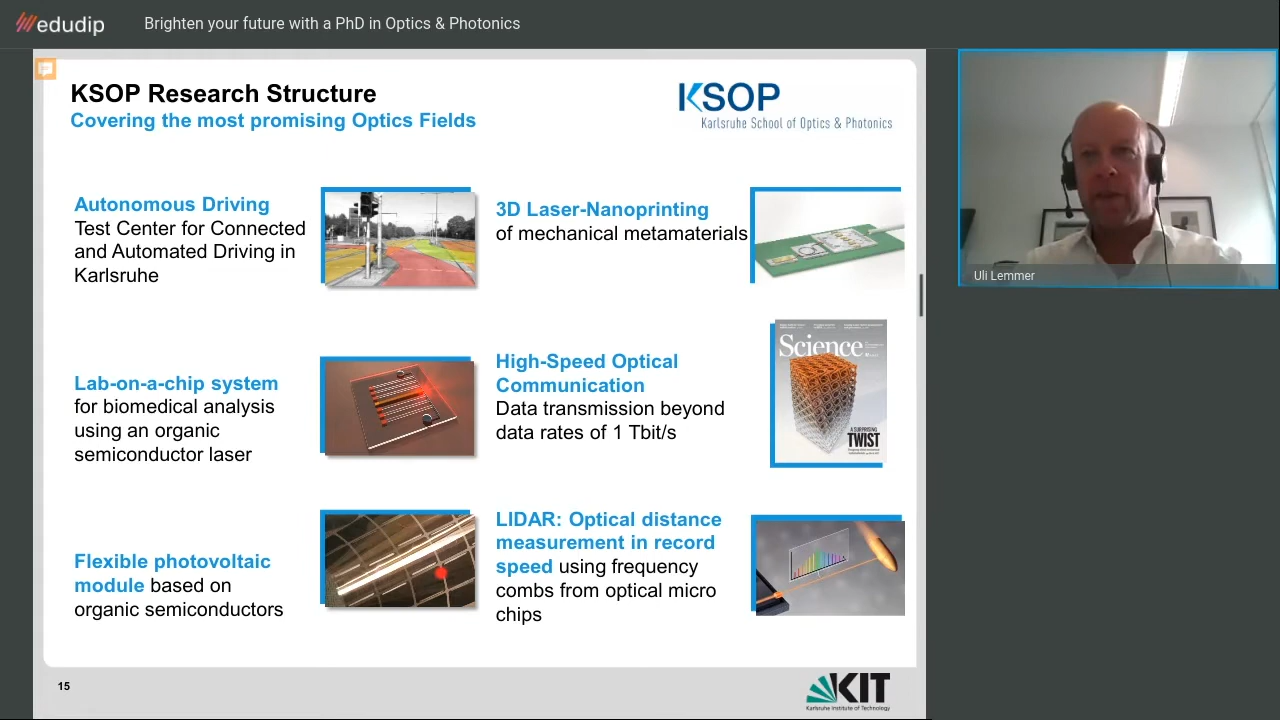 edudip
Brighten your future with a PhD in Optics & Photonics
KSOP Research Structure
Covering the most promising Optics Fields
KSOP
Karlsruhe School of Optics & Photonics
Autonomous Driving
Test Center for Connected
and Automated Driving in
Karlsruhe
3D Laser-Nanoprinting
of mechanical metamaterials
Lab-on-a-chip system
for biomedical analysis
using an organic
semiconductor laser
High-Speed Optical
Communication
Data transmission beyond
data rates of 1 Tbit/s
Science
A SURPRISING
TWIST
Flexible photovoltaic
module based on
organic semiconductors
LIDAR: Optical distance
measurement in record
speed using frequency
combs from optical micro
chips
Uli Lemmer
15
KIT
Karlsruhe Institute of Technology